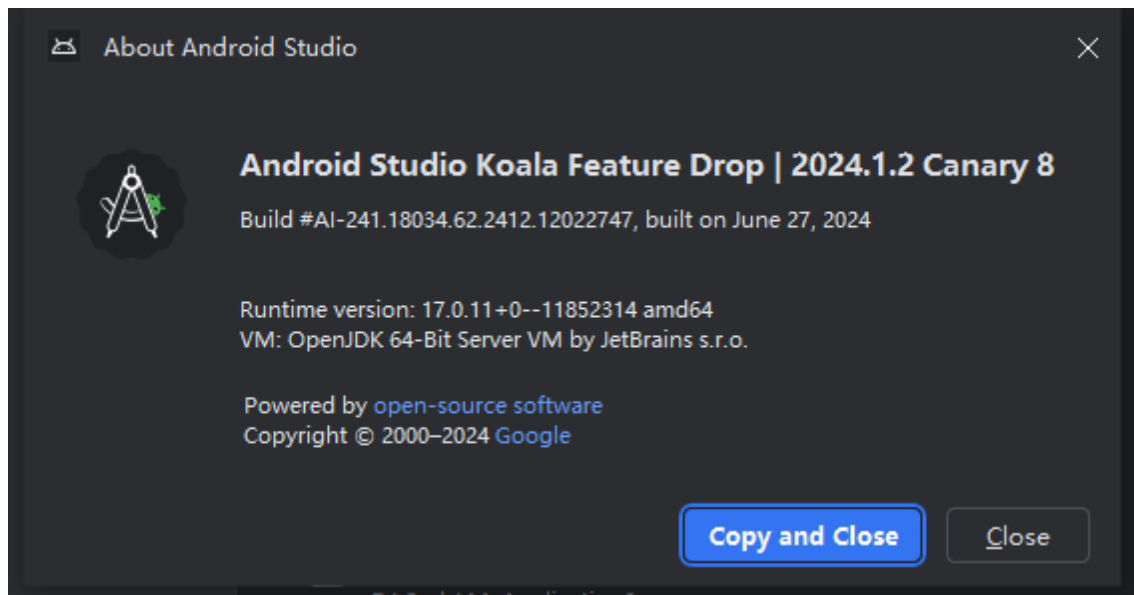 About Android Studio
Android Studio Koala Feature Drop | 2024.1.2 Canary 8
Build #AI-241.18034.62.2412.12022747, built on June 27, 2024
Runtime version: 17.0.11+0--11852314 amd64
VM: OpenJDK 64-Bit Server VM by JetBrains s.r.o.
Powered by open-source software
Copyright © 2000–2024 Google
Copy and Close
Close